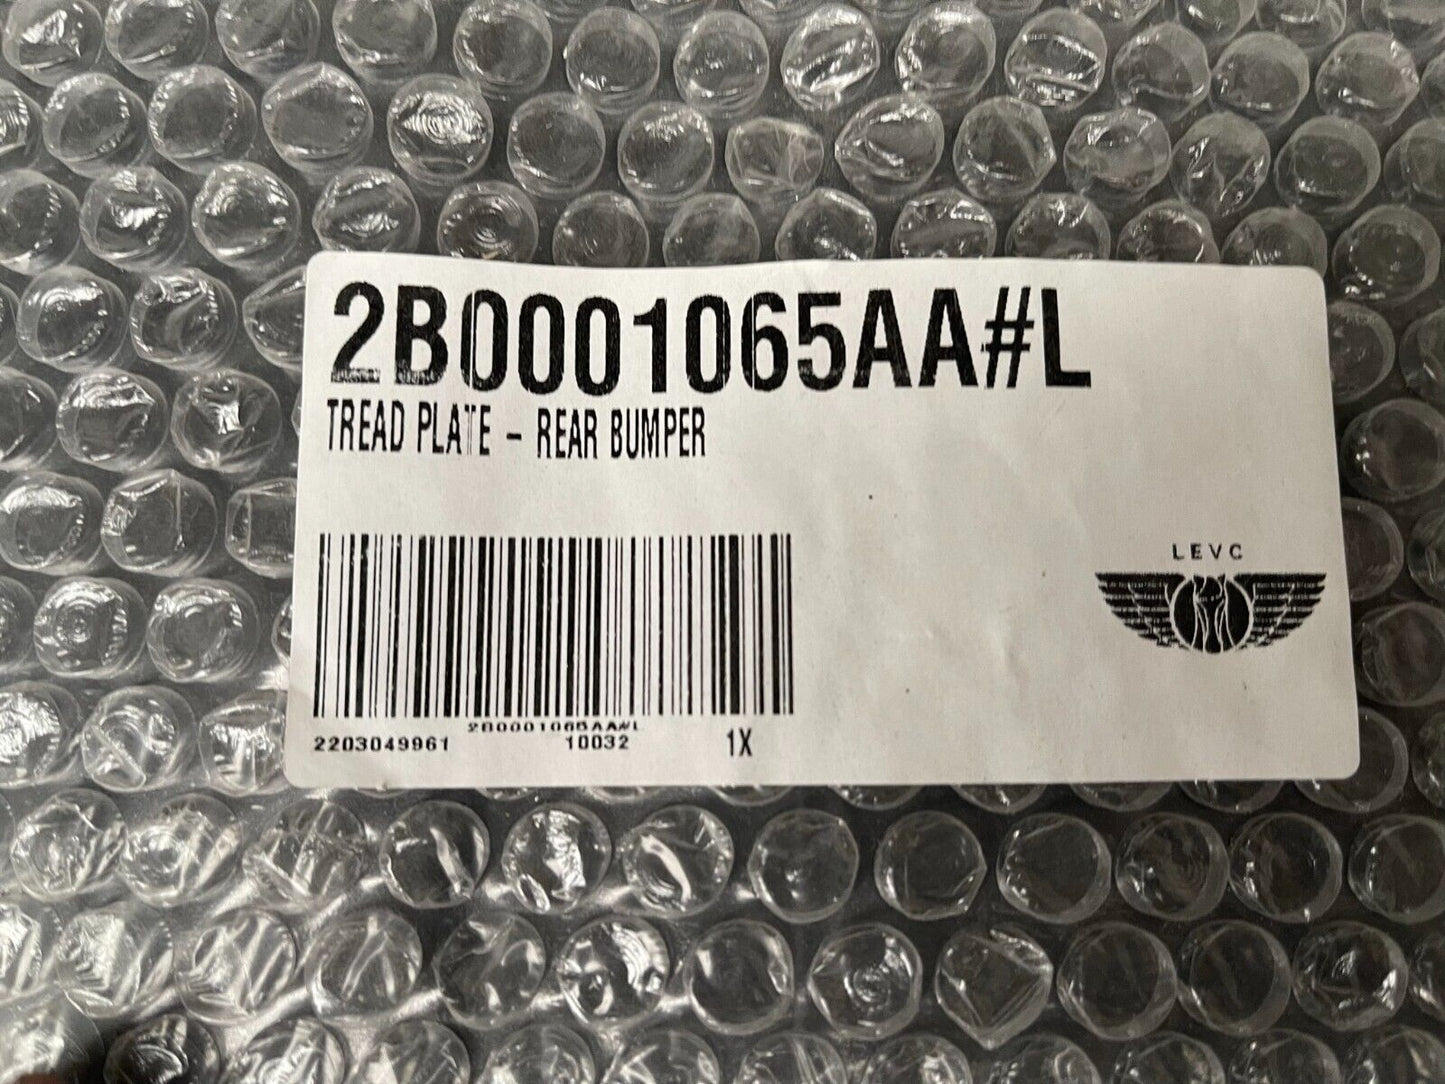 2B0001065AA#L
TREAD PLATE - REAR BUMPER
LEVC
2B0001065AA#L
2203049961 10032 1X